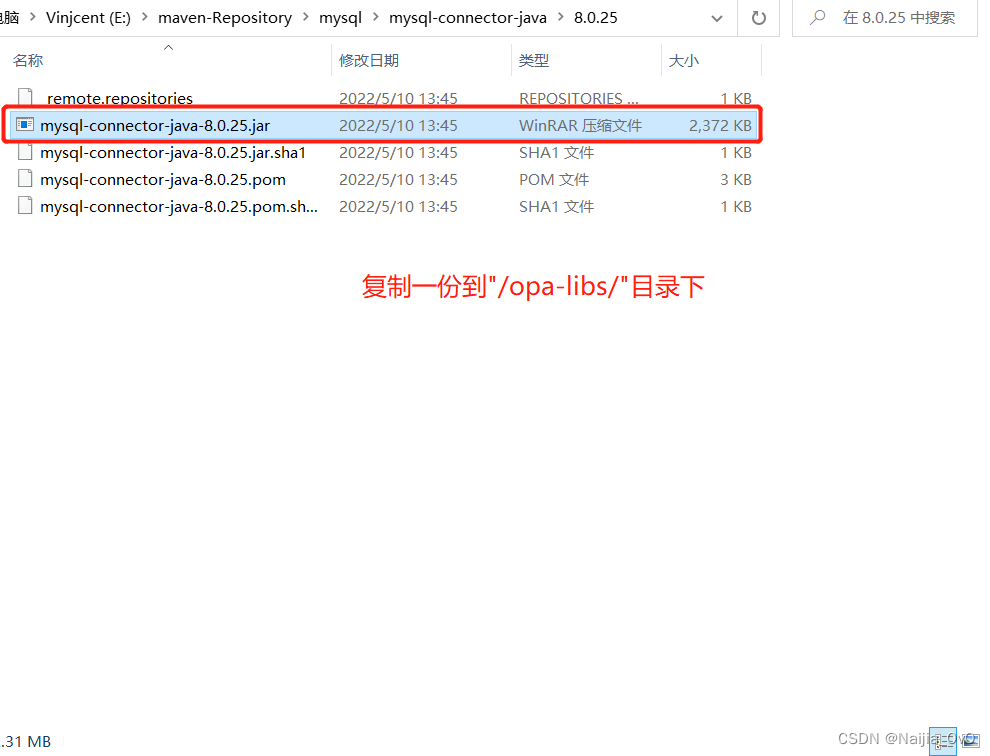 电脑 > Vinjcent (E:) > maven-Repository > mysql > mysql-connector-java > 8.0.25 在 8.0.25 中搜索
名称 修改日期 类型 大小
_remote.repositories 2022/5/10 13:45 REPOSITORIES ... 1 KB
mysql-connector-java-8.0.25.jar 2022/5/10 13:45 WinRAR 压缩文件 2,372 KB
mysql-connector-java-8.0.25.jar.sha1 2022/5/10 13:45 SHA1 文件 1 KB
mysql-connector-java-8.0.25.pom 2022/5/10 13:45 POM 文件 3 KB
mysql-connector-java-8.0.25.pom.sh... 2022/5/10 13:45 SHA1 文件 1 KB
复制一份到"/opa-libs/"目录下
.31 MB
CSDN @Naijia_OvO